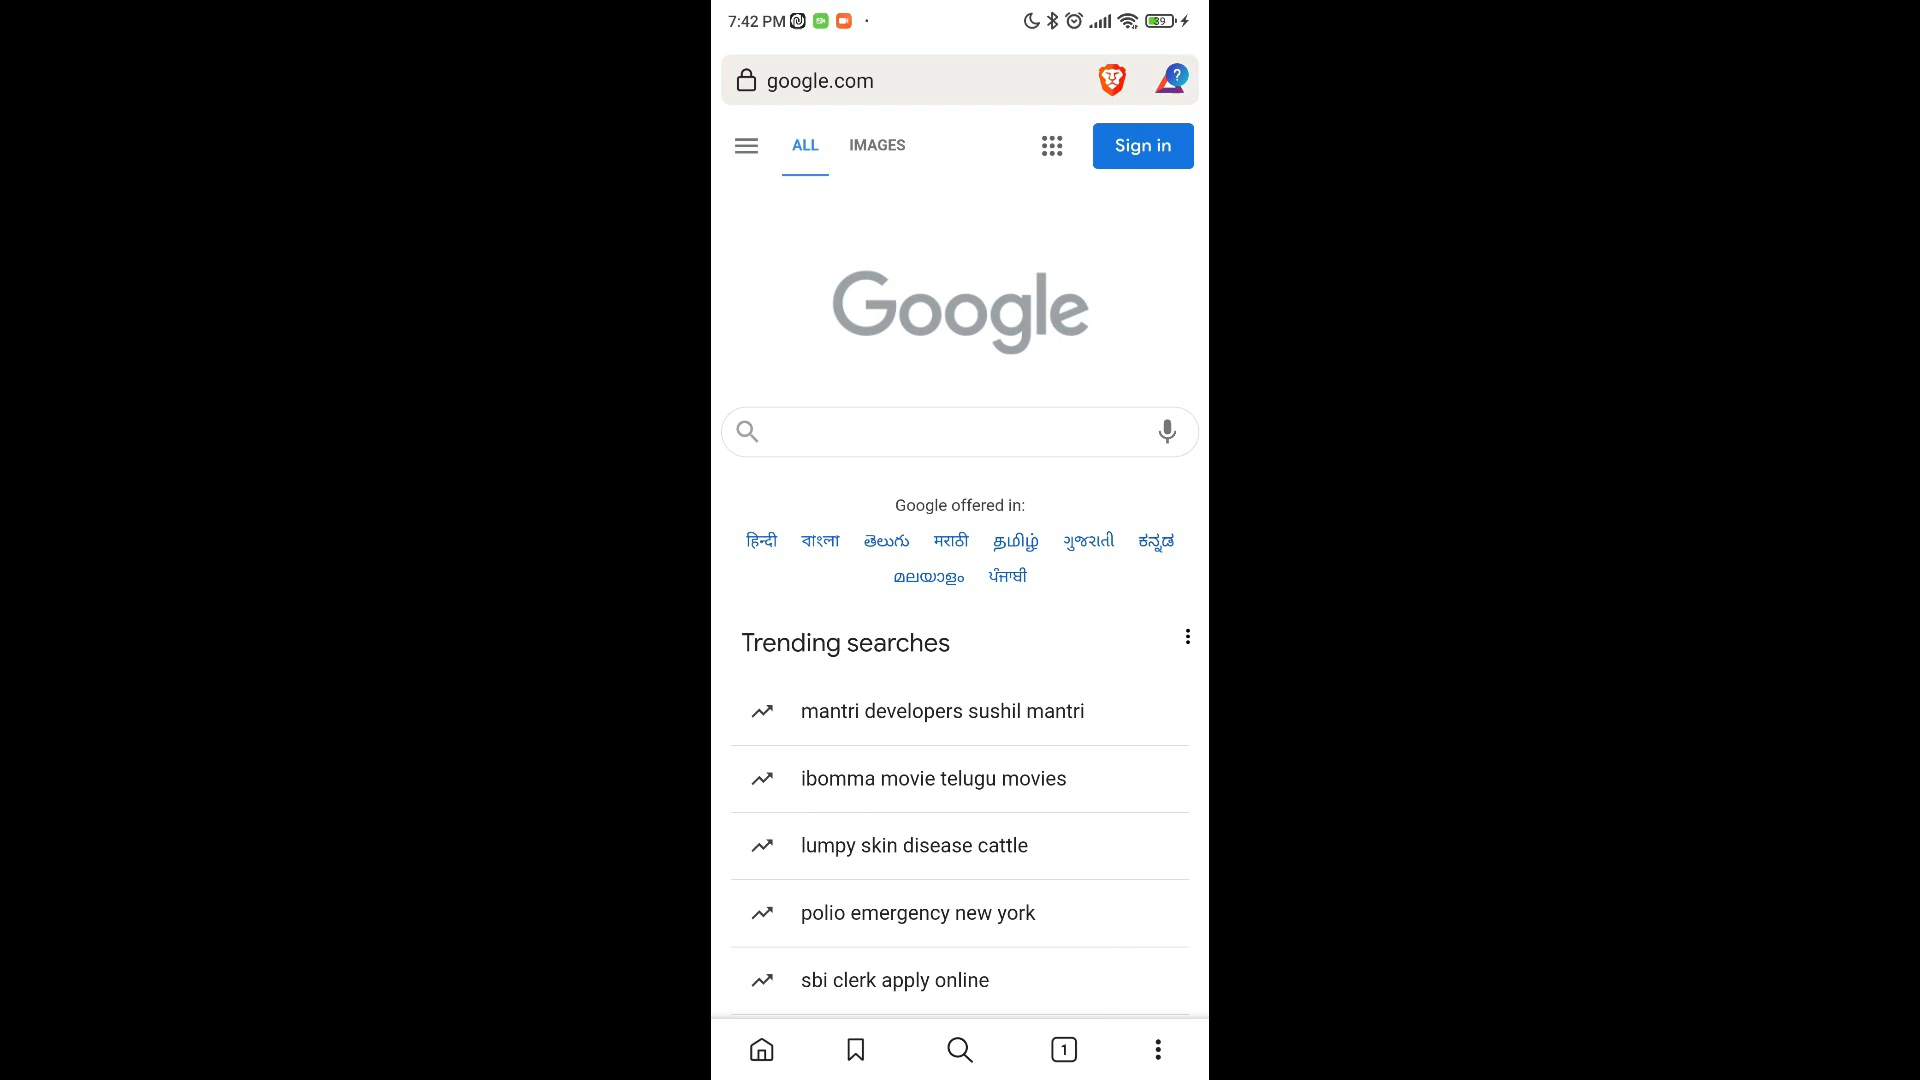 7:42 PM
39
google.com
?
ALL IMAGES Sign in
Google
Google offered in:
हिन्दी বাংলা తెలుగు मराठी தமிழ் ગુજરાતી ಕನ್ನಡ
മലയാളം ਪੰਜਾਬੀ
Trending searches
mantri developers sushil mantri
ibomma movie telugu movies
lumpy skin disease cattle
polio emergency new york
sbi clerk apply online
1